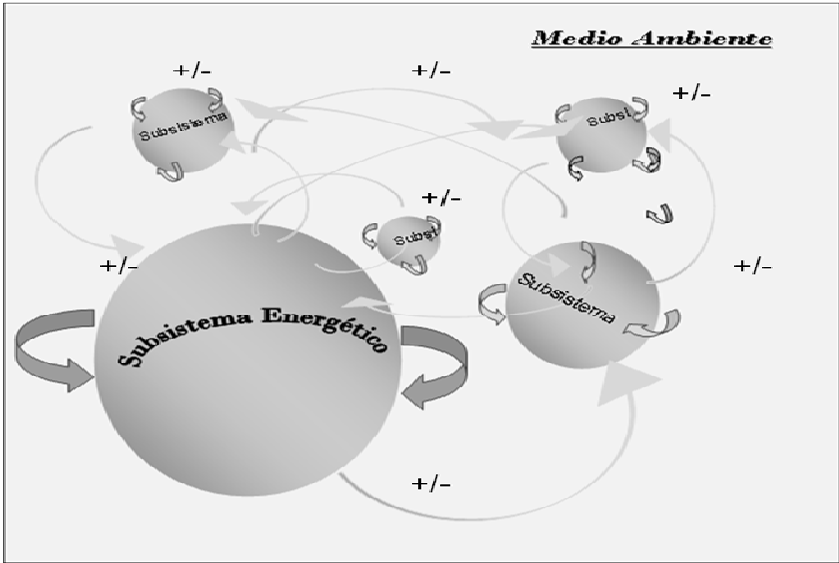 Medio Ambiente
+/-
+/-
+/-
Subsistema
Subsi
+/-
Subsi
+/-
+/-
Subsistema
Subsistema Energético
+/-